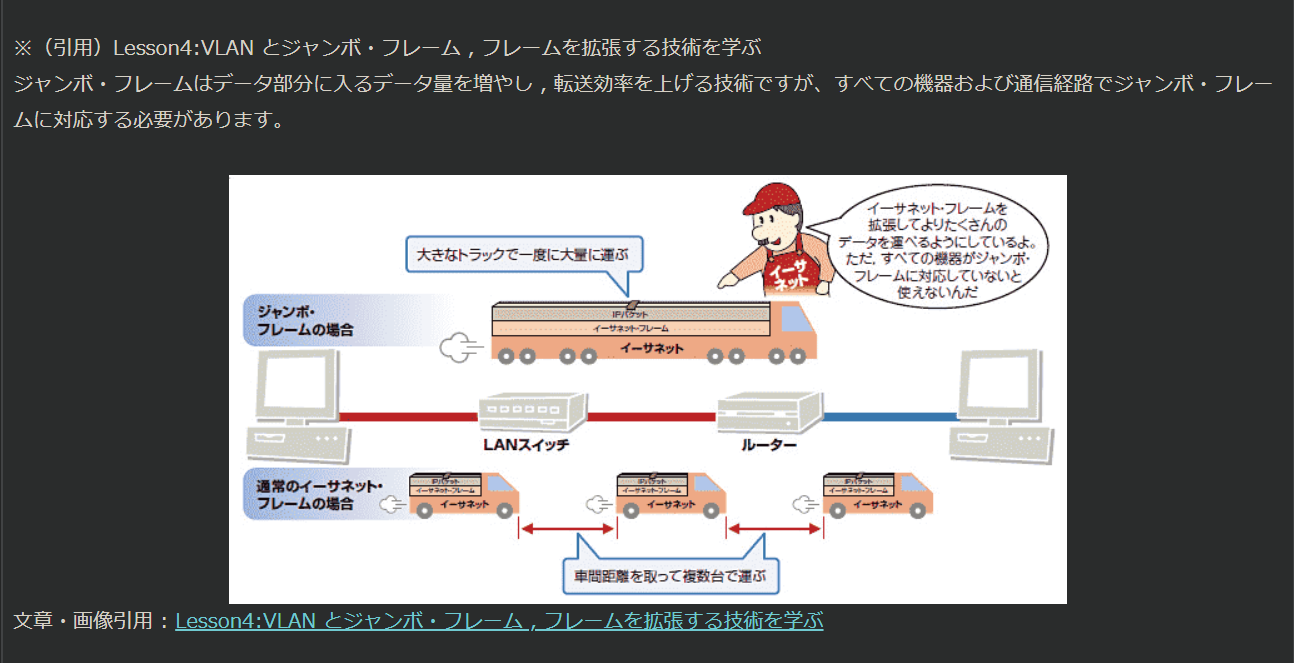 ※（引用）Lesson4:VLAN とジャンボ・フレーム , フレームを拡張する技術を学ぶ
ジャンボ・フレームはデータ部分に入るデータ量を増やし , 転送効率を上げる技術ですが、すべての機器および通信経路でジャンボ・フレー
ムに対応する必要があります。
イーサネット・フレームを
拡張してよりたくさんの
データを運べるようにしているよ。
ただ, すべての機器がジャンボ・
フレームに対応していないと
使えないんだ
イーサ
ネット
大きなトラックで一度に大量に運ぶ
ジャンボ・
フレームの場合
IPパケット
イーサネット・フレーム
イーサネット
LANスイッチ
ルーター
通常のイーサネット・
フレームの場合
IPパケット
イーサネット・フレーム
イーサネット
IPパケット
イーサネット・フレーム
イーサネット
IPパケット
イーサネット・フレーム
イーサネット
車間距離を取って複数台で運ぶ
文章・画像引用：Lesson4:VLAN とジャンボ・フレーム , フレームを拡張する技術を学ぶ